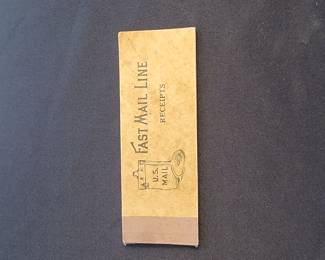 FAST MAIL LINE
RECEIPTS
U.S.
MAIL